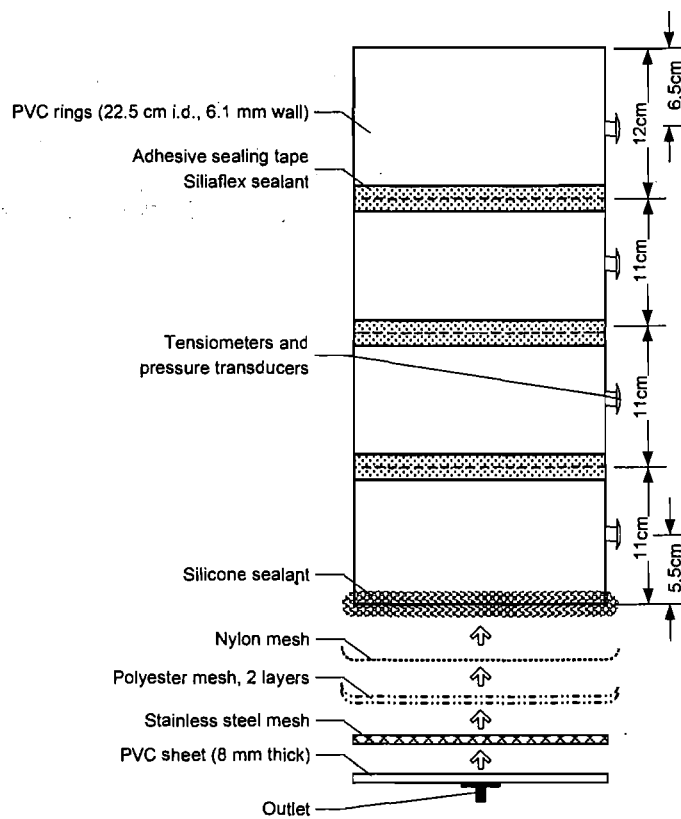 PVC rings (22.5 cm i.d., 6.1 mm wall)
Adhesive sealing tape
Siliaflex sealant
Tensiometers and
pressure transducers
Silicone sealant
Nylon mesh
Polyester mesh, 2 layers
Stainless steel mesh
PVC sheet (8 mm thick)
Outlet
12cm
6.5cm
11cm
11cm
11cm
5.5cm